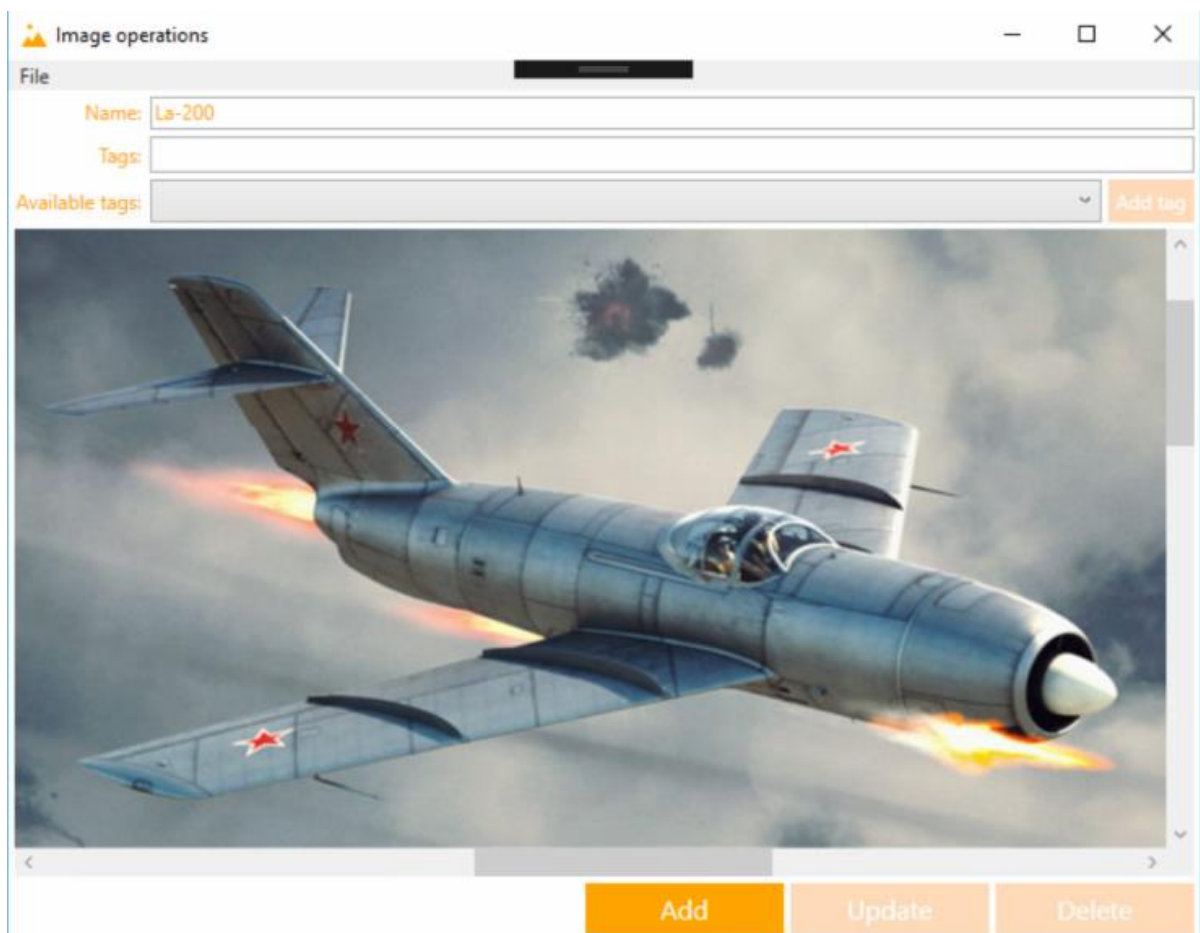 Image operations
File
Name: La-200
Tags:
Available tags: Add tag
Add Update Delete